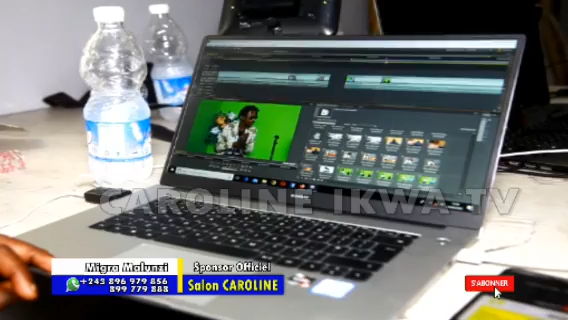 CAROLINE IKWA TV
Migra Malunzi
Sponsor Officiel
+243 896 979 856
899 779 888
Salon CAROLINE
S'ABONNER